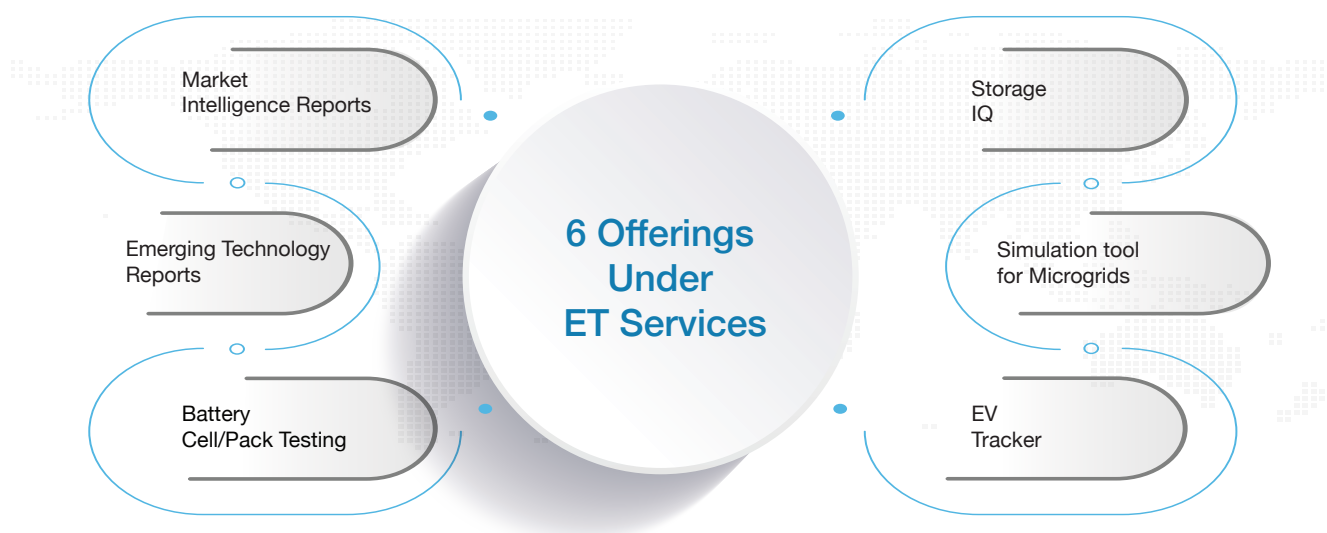 Market
Intelligence Reports
Emerging Technology
Reports
Battery
Cell/Pack Testing
6 Offerings
Under
ET Services
Storage
IQ
Simulation tool
for Microgrids
EV
Tracker